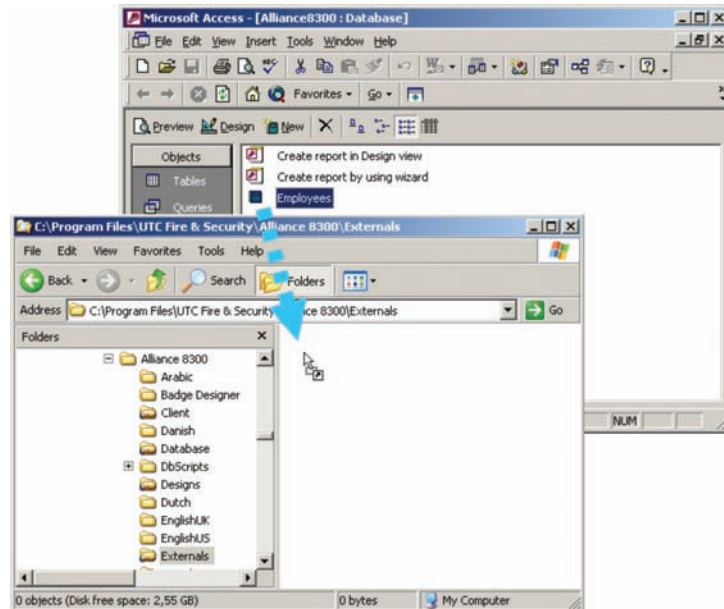 Microsoft Access - [Alliance8300 : Database]
File Edit View Insert Tools Window Help
Favorites Go
Preview Design New
Objects
Create report in Design view
Tables
Create report by using wizard
Queries
Employees
C:\Program Files\UTC Fire & Security\Alliance 8300\Externals
File Edit View Favorites Tools Help
Back Search Folders
Address C:\Program Files\UTC Fire & Security ce 8300\Externals Go
Folders
Alliance 8300
Arabic
Badge Designer
Client
Danish
Database
DbScripts
Designs
Dutch
EnglishUK
EnglishUS
Externals
NUM
0 objects (Disk free space: 2,55 GB) 0 bytes My Computer